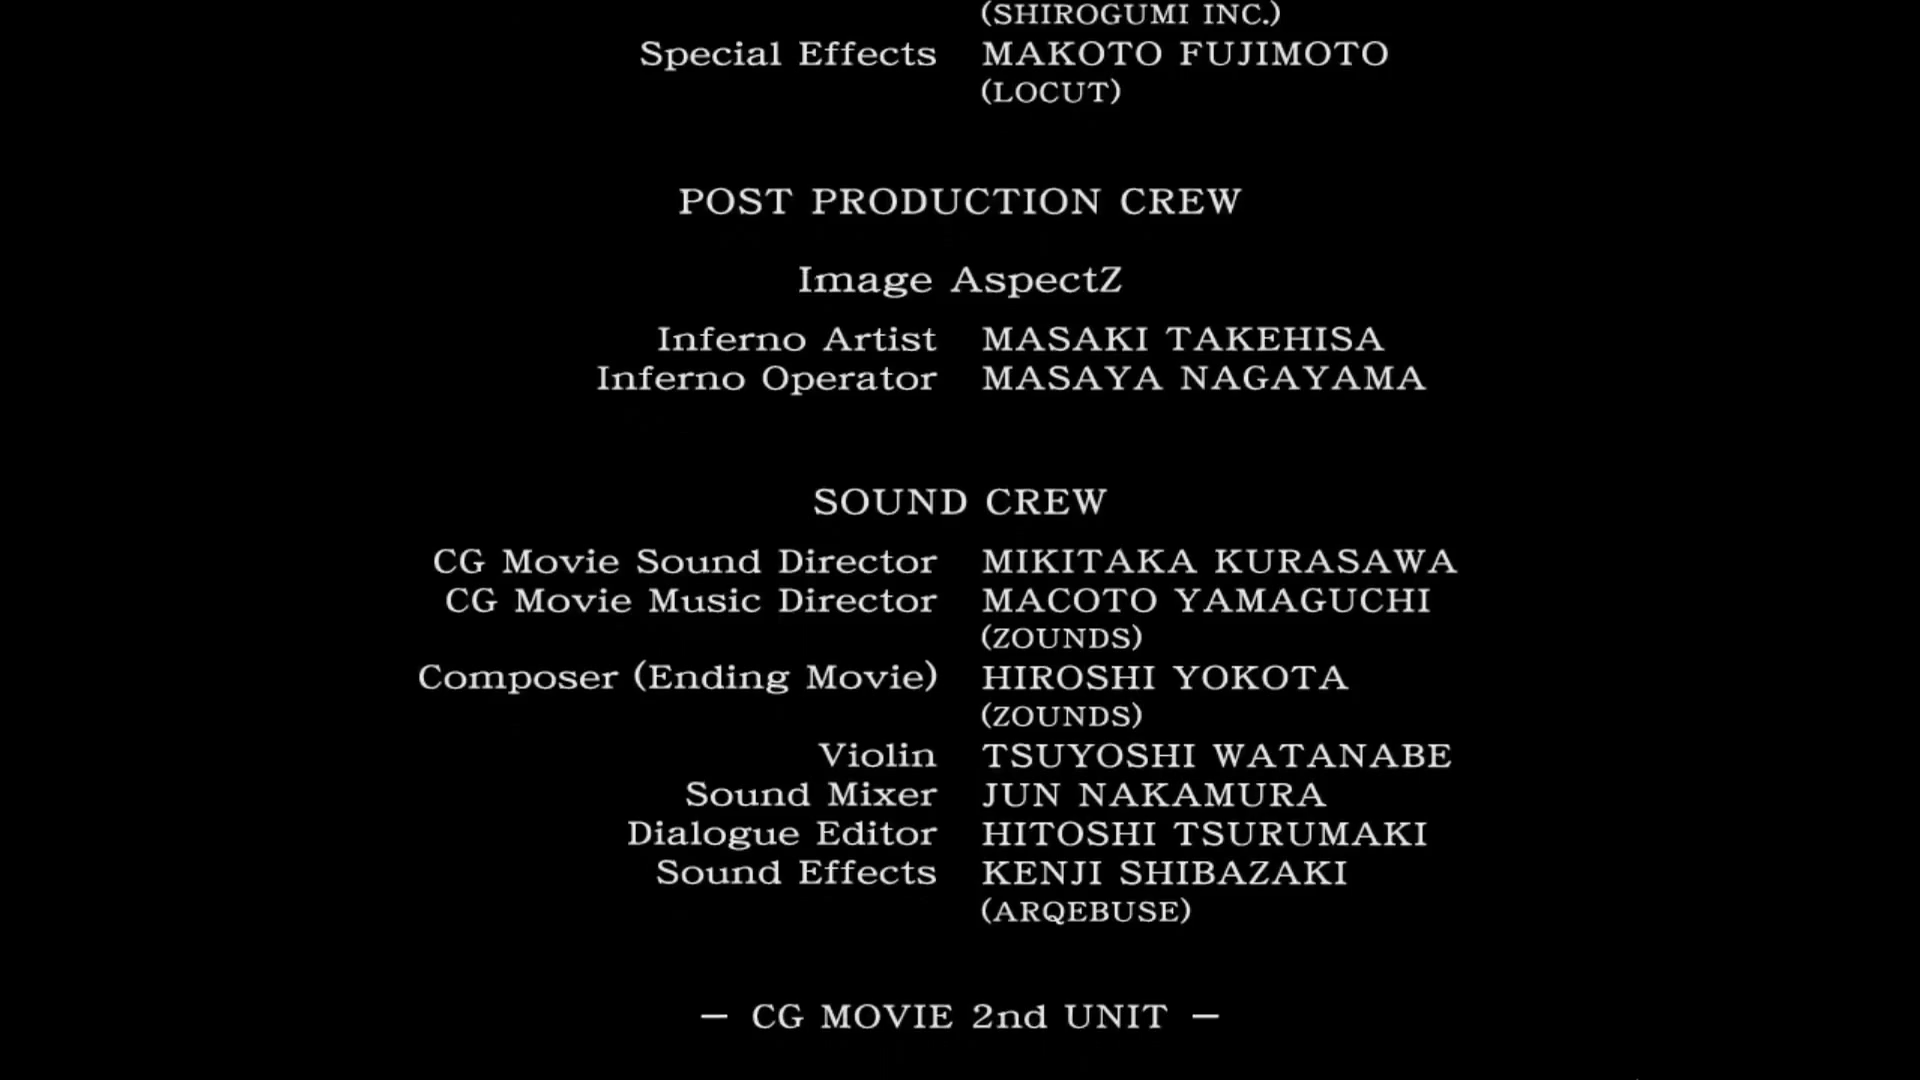 (SHIROGUMI INC.)
Special Effects MAKOTO FUJIMOTO
(LOCUT)
POST PRODUCTION CREW
Image AspectZ
Inferno Artist MASAKI TAKEHISA
Inferno Operator MASAYA NAGAYAMA
SOUND CREW
CG Movie Sound Director MIKITAKA KURASAWA
CG Movie Music Director MACOTO YAMAGUCHI
(ZOUNDS)
Composer (Ending Movie) HIROSHI YOKOTA
(ZOUNDS)
Violin TSUYOSHI WATANABE
Sound Mixer JUN NAKAMURA
Dialogue Editor HITOSHI TSURUMAKI
Sound Effects KENJI SHIBAZAKI
(ARQEBUSE)
— CG MOVIE 2nd UNIT —